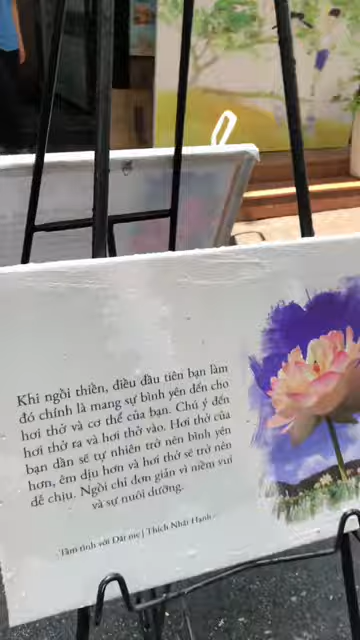 Khi ngồi thiền, điều đầu tiên bạn làm
đó chính là mang sự bình yên đến cho
hơi thở và cơ thể của bạn. Chú ý đến
hơi thở ra và hơi thở vào. Hơi thở của
bạn dần sẽ tự nhiên trở nên bình yên
hơn, êm dịu hơn và hơi thở sẽ trở nên
dễ chịu. Ngồi chỉ đơn giản vì niềm vui
và sự nuôi dưỡng.
Tâm tình với Đất mẹ | Thích Nhất Hạnh